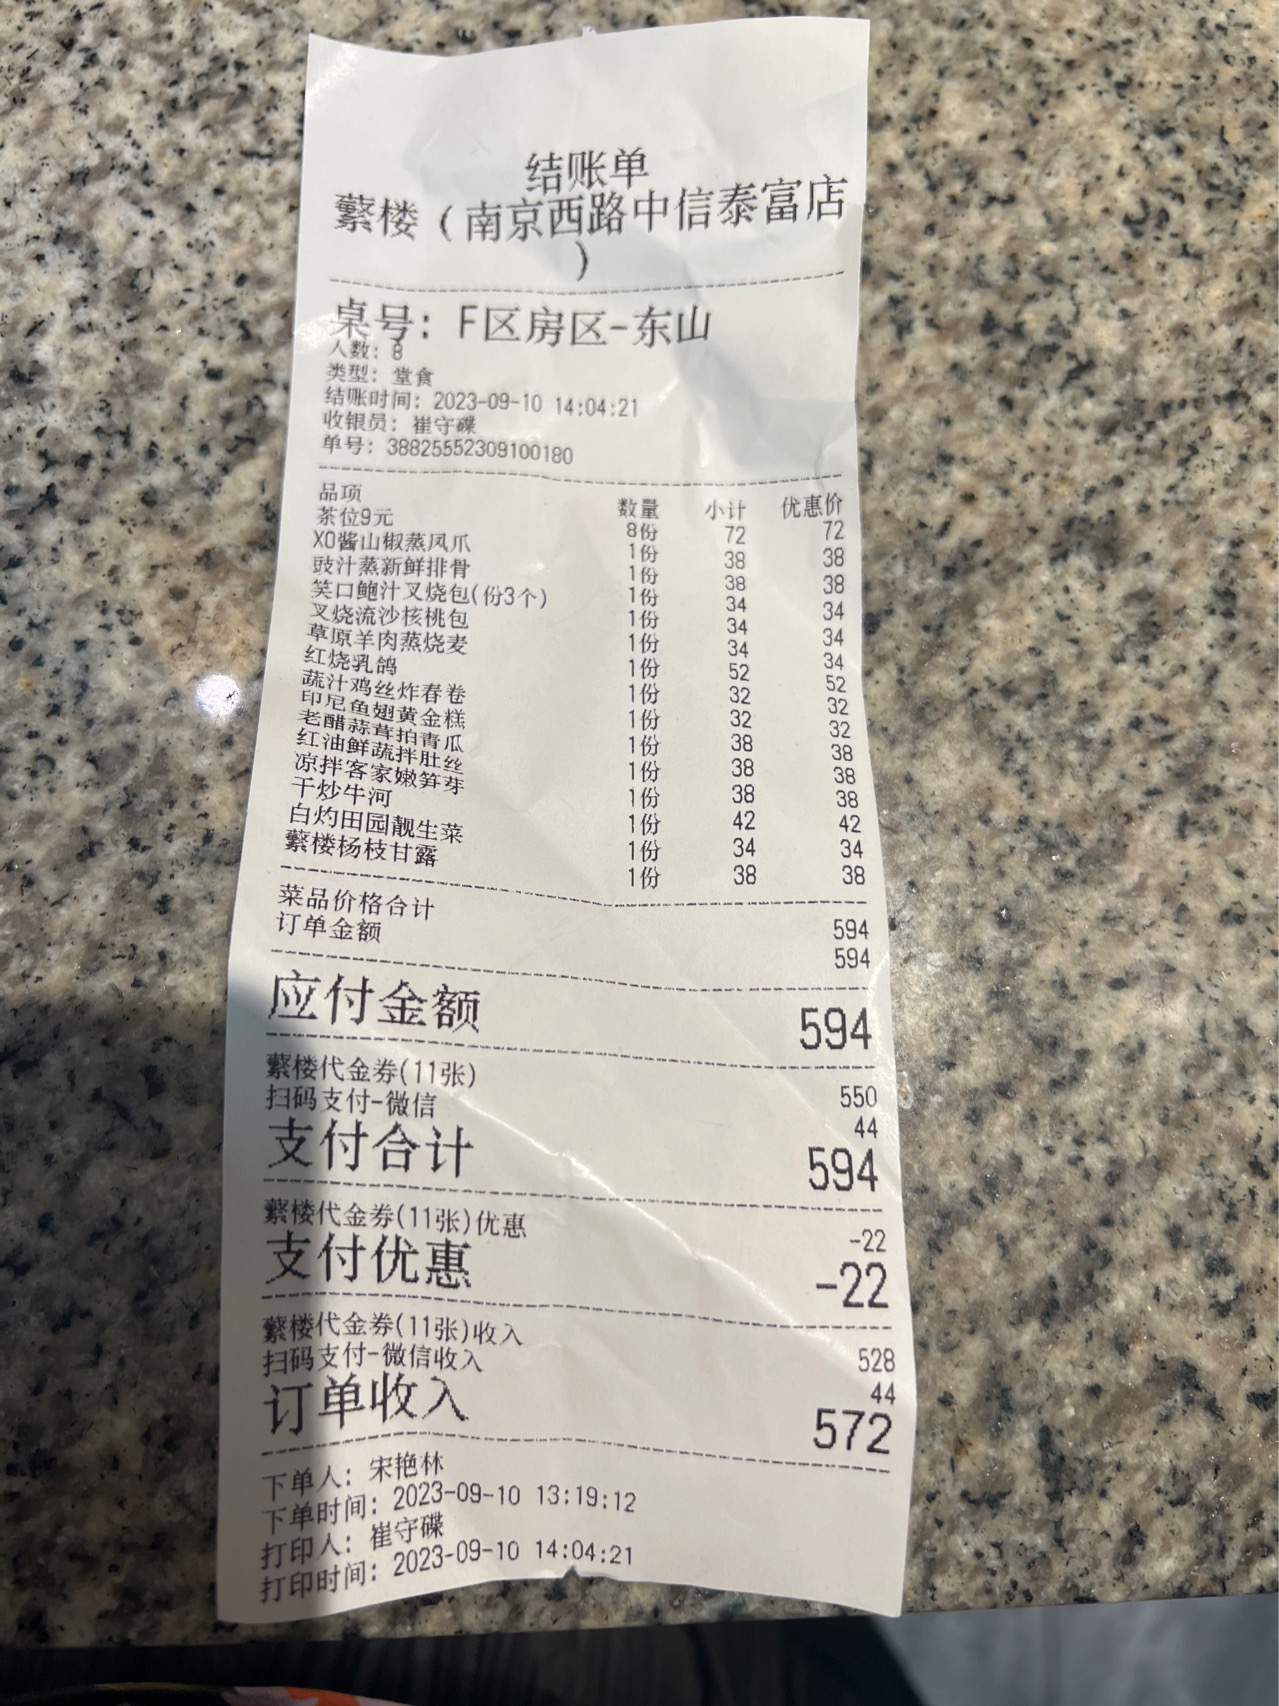 结账单
蘩楼（南京西路中信泰富店
）
桌号：F区房区-东山
人数：8
类型：堂食
结账时间：2023-09-10 14:04:21
收银员：崔守碟
单号：388255552309100180
品项 数量 小计 优惠价
茶位9元 8份 72 72
XO酱山椒蒸凤爪 1份 38 38
豉汁蒸新鲜排骨 1份 38 38
笑口鲍汁叉烧包(份3个) 1份 34 34
叉烧流沙核桃包 1份 34 34
草原羊肉蒸烧麦 1份 34 34
红烧乳鸽 1份 52 52
蔬汁鸡丝炸春卷 1份 32 32
印尼鱼翅黄金糕 1份 32 32
老醋蒜茸拍青瓜 1份 38 38
红油鲜蔬拌肚丝 1份 38 38
凉拌客家嫩笋芽 1份 38 38
干炒牛河 1份 42 42
白灼田园靓生菜 1份 34 34
蘩楼杨枝甘露 1份 38 38
菜品价格合计 594
订单金额 594
应付金额 594
蘩楼代金券(11张) 550
扫码支付-微信 44
支付合计 594
蘩楼代金券(11张)优惠 -22
支付优惠 -22
蘩楼代金券(11张)收入 528
扫码支付-微信收入 44
订单收入 572
下单人：宋艳林
下单时间：2023-09-10 13:19:12
打印人：崔守碟
打印时间：2023-09-10 14:04:21